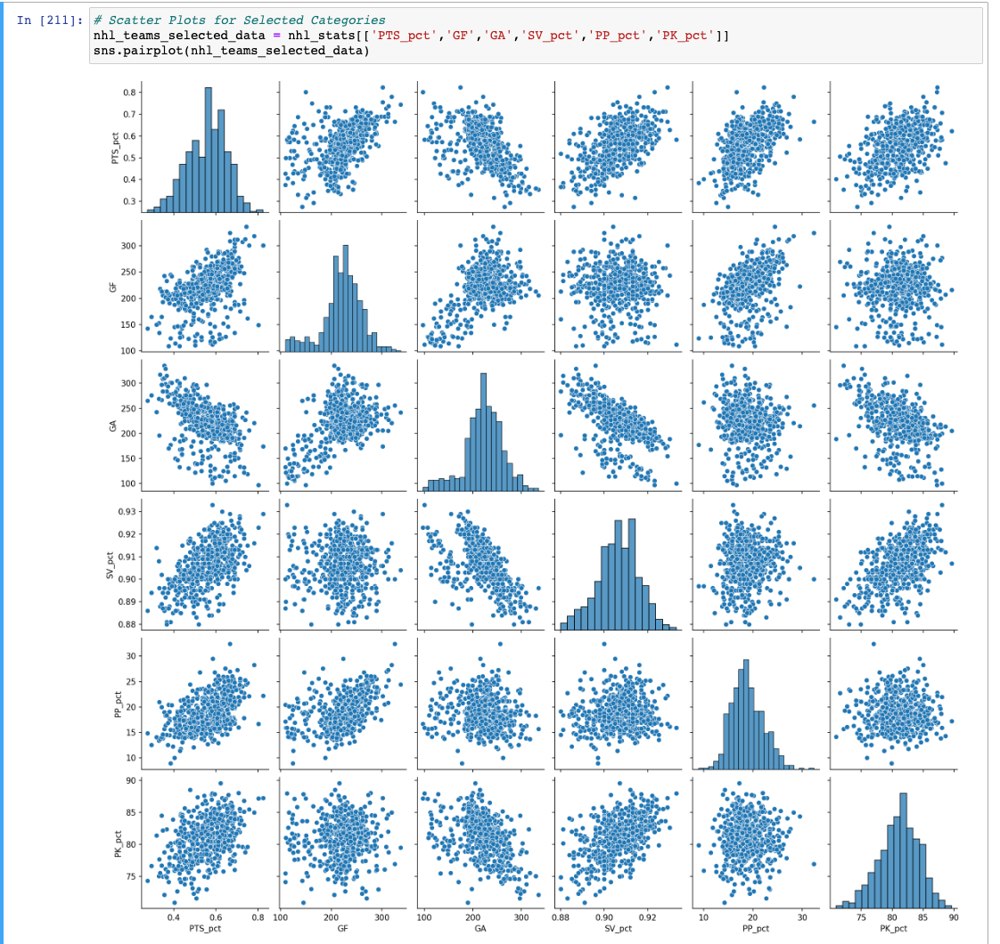 In [211]: # Scatter Plots for Selected Categories
nhl_teams_selected_data = nhl_stats[['PTS_pct','GF','GA','SV_pct','PP_pct','PK_pct']]
sns.pairplot(nhl_teams_selected_data)
0.8
0.7
0.6
0.5
0.4
0.3
PTS_pct
300
250
200
150
100
GF
300
250
200
150
100
GA
0.93
0.92
0.91
0.90
0.89
0.88
SV_pct
30
25
20
15
10
PP_pct
90
85
80
75
PK_pct
0.4 0.6 0.8 100 200 300 100 200 300 0.88 0.90 0.92 10 20 30 75 80 85 90
PTS_pct GF GA SV_pct PP_pct PK_pct